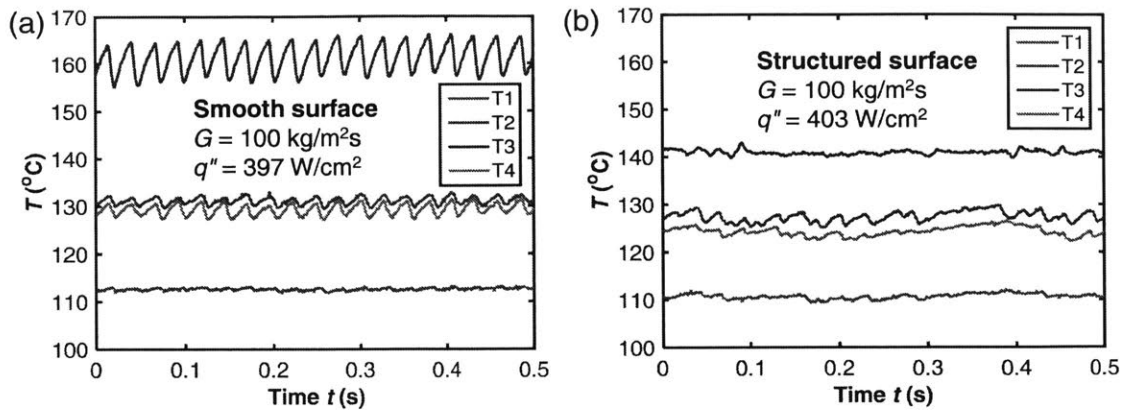 (a)
170
160
150
140
130
120
110
100
T (°C)
Smooth surface
G = 100 kg/m²s
q" = 397 W/cm²
T1
T2
T3
T4
0 0.1 0.2 0.3 0.4 0.5
Time t (s)
(b)
170
160
150
140
130
120
110
100
T (°C)
Structured surface
G = 100 kg/m²s
q" = 403 W/cm²
T1
T2
T3
T4
0 0.1 0.2 0.3 0.4 0.5
Time t (s)